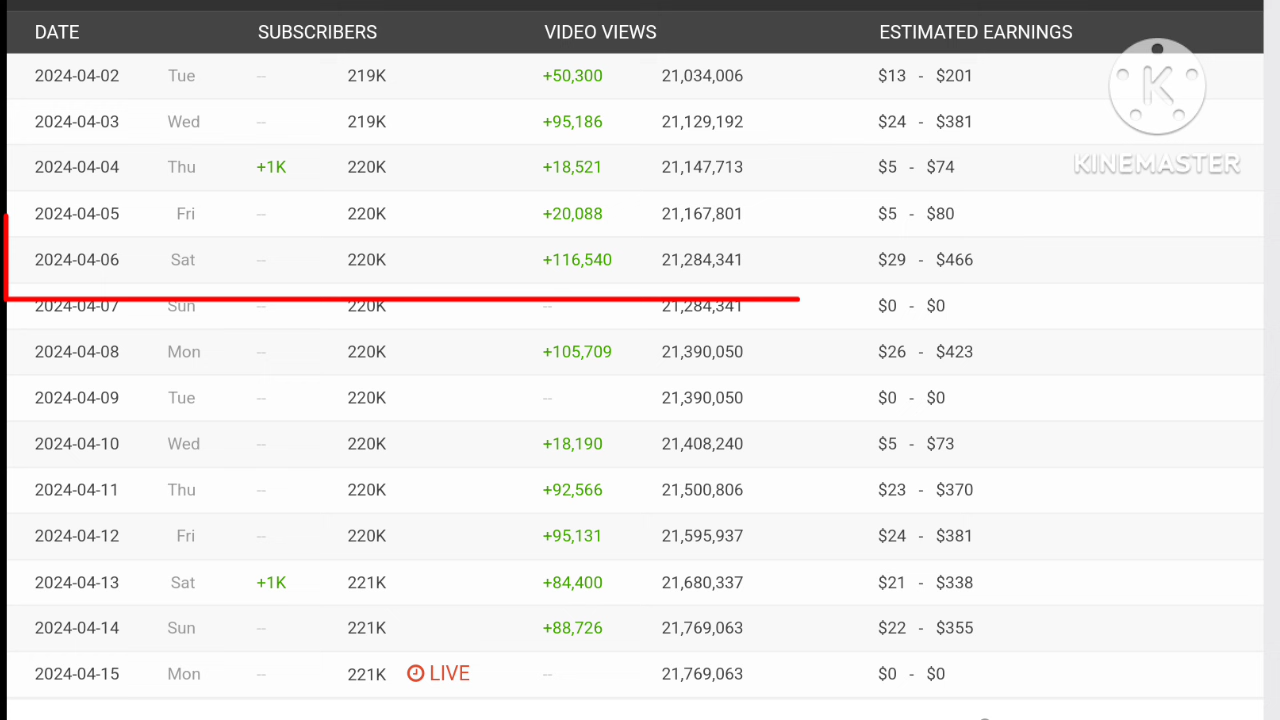 DATE SUBSCRIBERS VIDEO VIEWS ESTIMATED EARNINGS
2024-04-02 Tue -- 219K +50,300 21,034,006 $13 - $201
2024-04-03 Wed -- 219K +95,186 21,129,192 $24 - $381
2024-04-04 Thu +1K 220K +18,521 21,147,713 $5 - $74
2024-04-05 Fri -- 220K +20,088 21,167,801 $5 - $80
2024-04-06 Sat -- 220K +116,540 21,284,341 $29 - $466
2024-04-07 Sun -- 220K -- 21,284,341 $0 - $0
2024-04-08 Mon -- 220K +105,709 21,390,050 $26 - $423
2024-04-09 Tue -- 220K -- 21,390,050 $0 - $0
2024-04-10 Wed -- 220K +18,190 21,408,240 $5 - $73
2024-04-11 Thu -- 220K +92,566 21,500,806 $23 - $370
2024-04-12 Fri -- 220K +95,131 21,595,937 $24 - $381
2024-04-13 Sat +1K 221K +84,400 21,680,337 $21 - $338
2024-04-14 Sun -- 221K +88,726 21,769,063 $22 - $355
2024-04-15 Mon -- 221K LIVE -- 21,769,063 $0 - $0
K
KINEMASTER